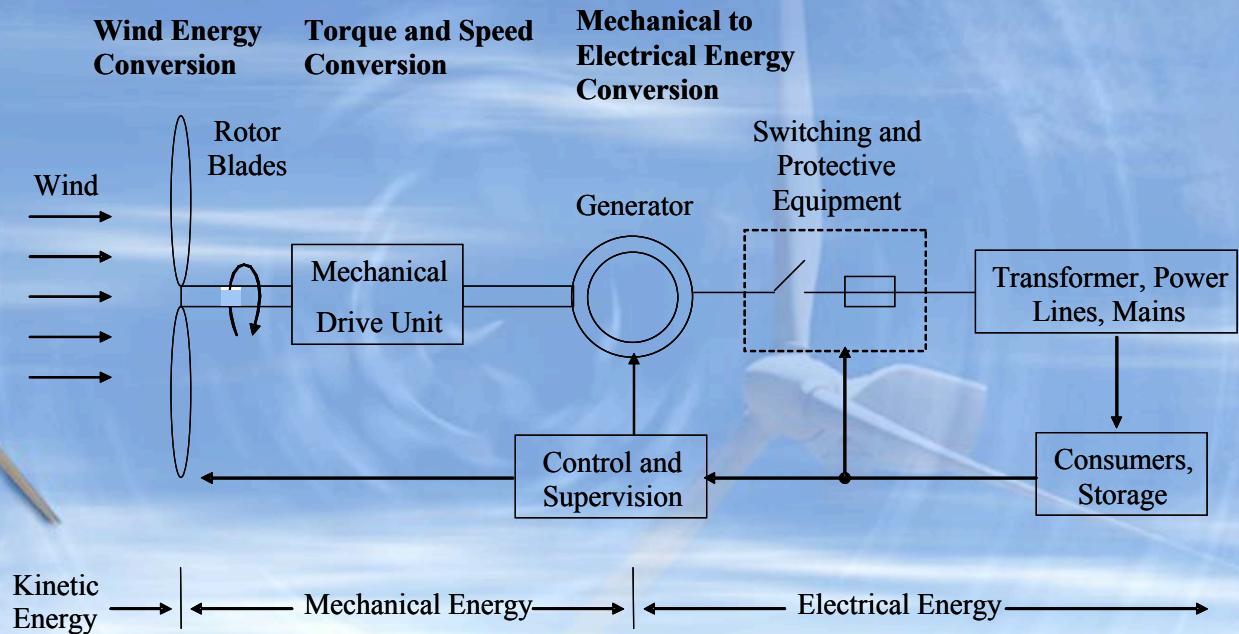 Wind Energy
Conversion
Torque and Speed
Conversion
Mechanical to
Electrical Energy
Conversion
Rotor
Blades
Wind
Switching and
Protective
Equipment
Generator
Mechanical
Drive Unit
Transformer, Power
Lines, Mains
Control and
Supervision
Consumers,
Storage
Kinetic
Energy
Mechanical Energy
Electrical Energy